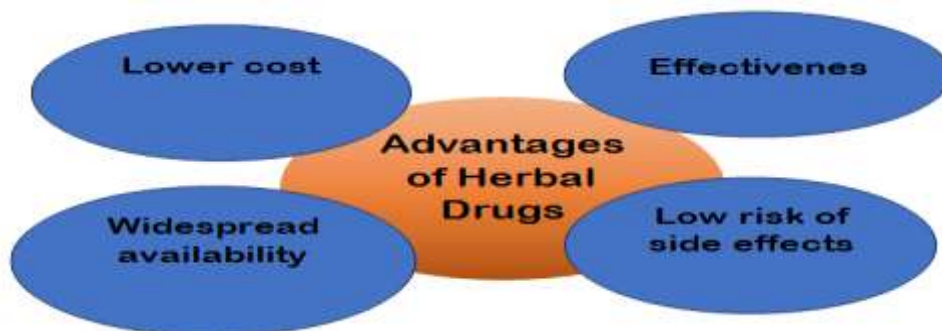 Lower cost
Effectivenes
Advantages
of Herbal
Drugs
Widespread
availability
Low risk of
side effects